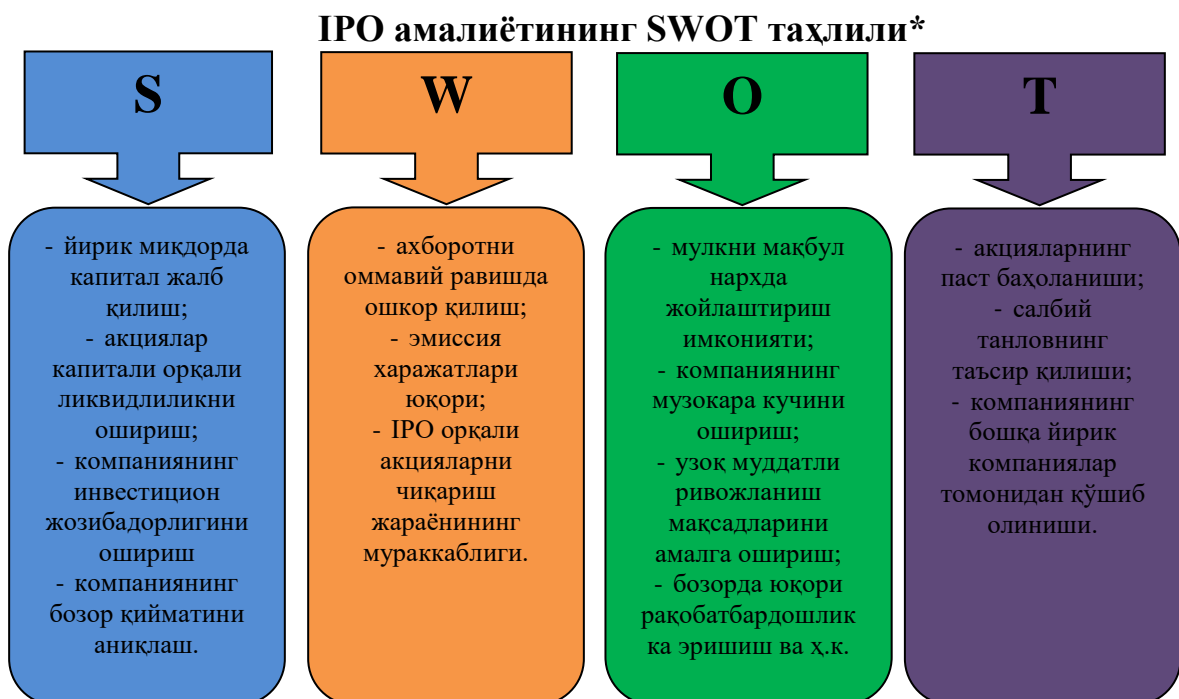 IPO амалиётининг SWOT таҳлили*
S
- йирик миқдорда
капитал жалб
қилиш;
- акциялар
капитали орқали
ликвидлиликни
ошириш;
- компаниянинг
инвестицион
жозибадорлигини
ошириш
- компаниянинг
бозор қийматини
аниқлаш.
W
- ахборотни
оммавий равишда
ошкор қилиш;
- эмиссия
харажатлари
юқори;
- IPO орқали
акцияларни
чиқариш
жараёнининг
мураккаблиги.
O
- мулкни мақбул
нархда
жойлаштириш
имконияти;
- компаниянинг
музокара кучини
ошириш;
- узоқ муддатли
ривожланиш
мақсадларини
амалга ошириш;
- бозорда юқори
рақобатбардошлик
ка эришиш ва ҳ.к.
T
- акцияларнинг
паст баҳоланиши;
- салбий
танловнинг
таъсир қилиши;
- компаниянинг
бошқа йирик
компаниялар
томонидан қўшиб
олиниши.